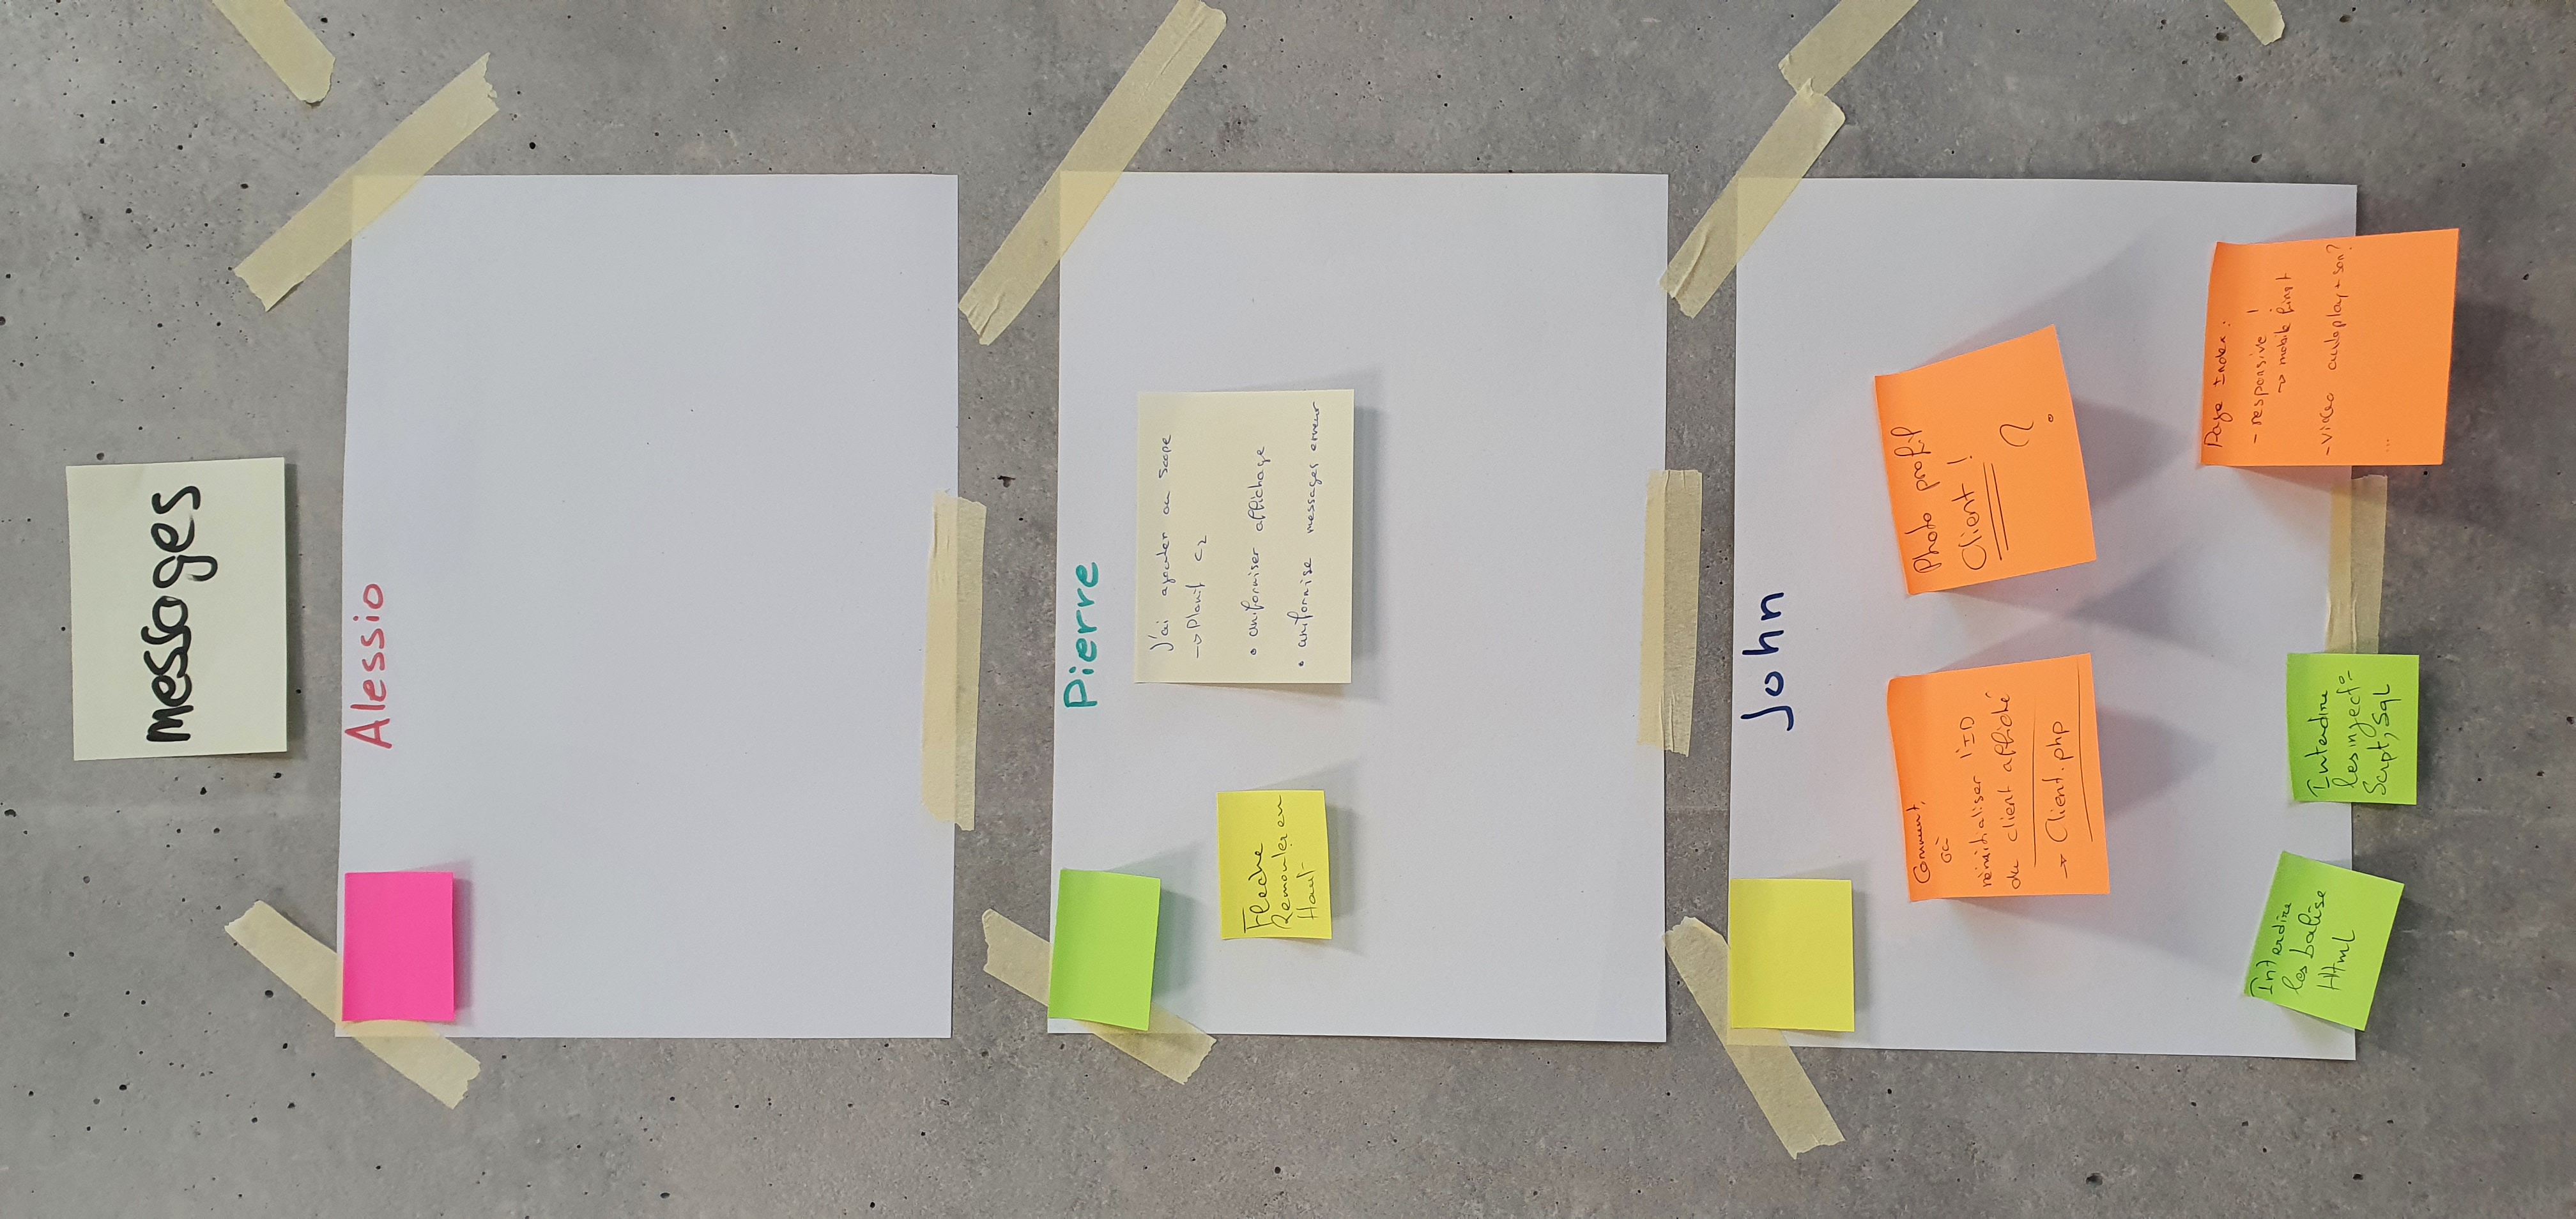 messages
Alessio
Pierre
J'ai ajouter au scope
-> Planif C2
• uniformiser affichage
• uniformise messages erreur
Fleche
Remonter en
Haut
John
Comment,
où
réinitialiser l'ID
du client affiché
-> Client.php
Photo profil
Client !
?
Page Index:
- responsive !
-> mobile first
- video autoplay + son?
...
Interdire
les balise
Html
Interdire
les inject°
Script, Sql